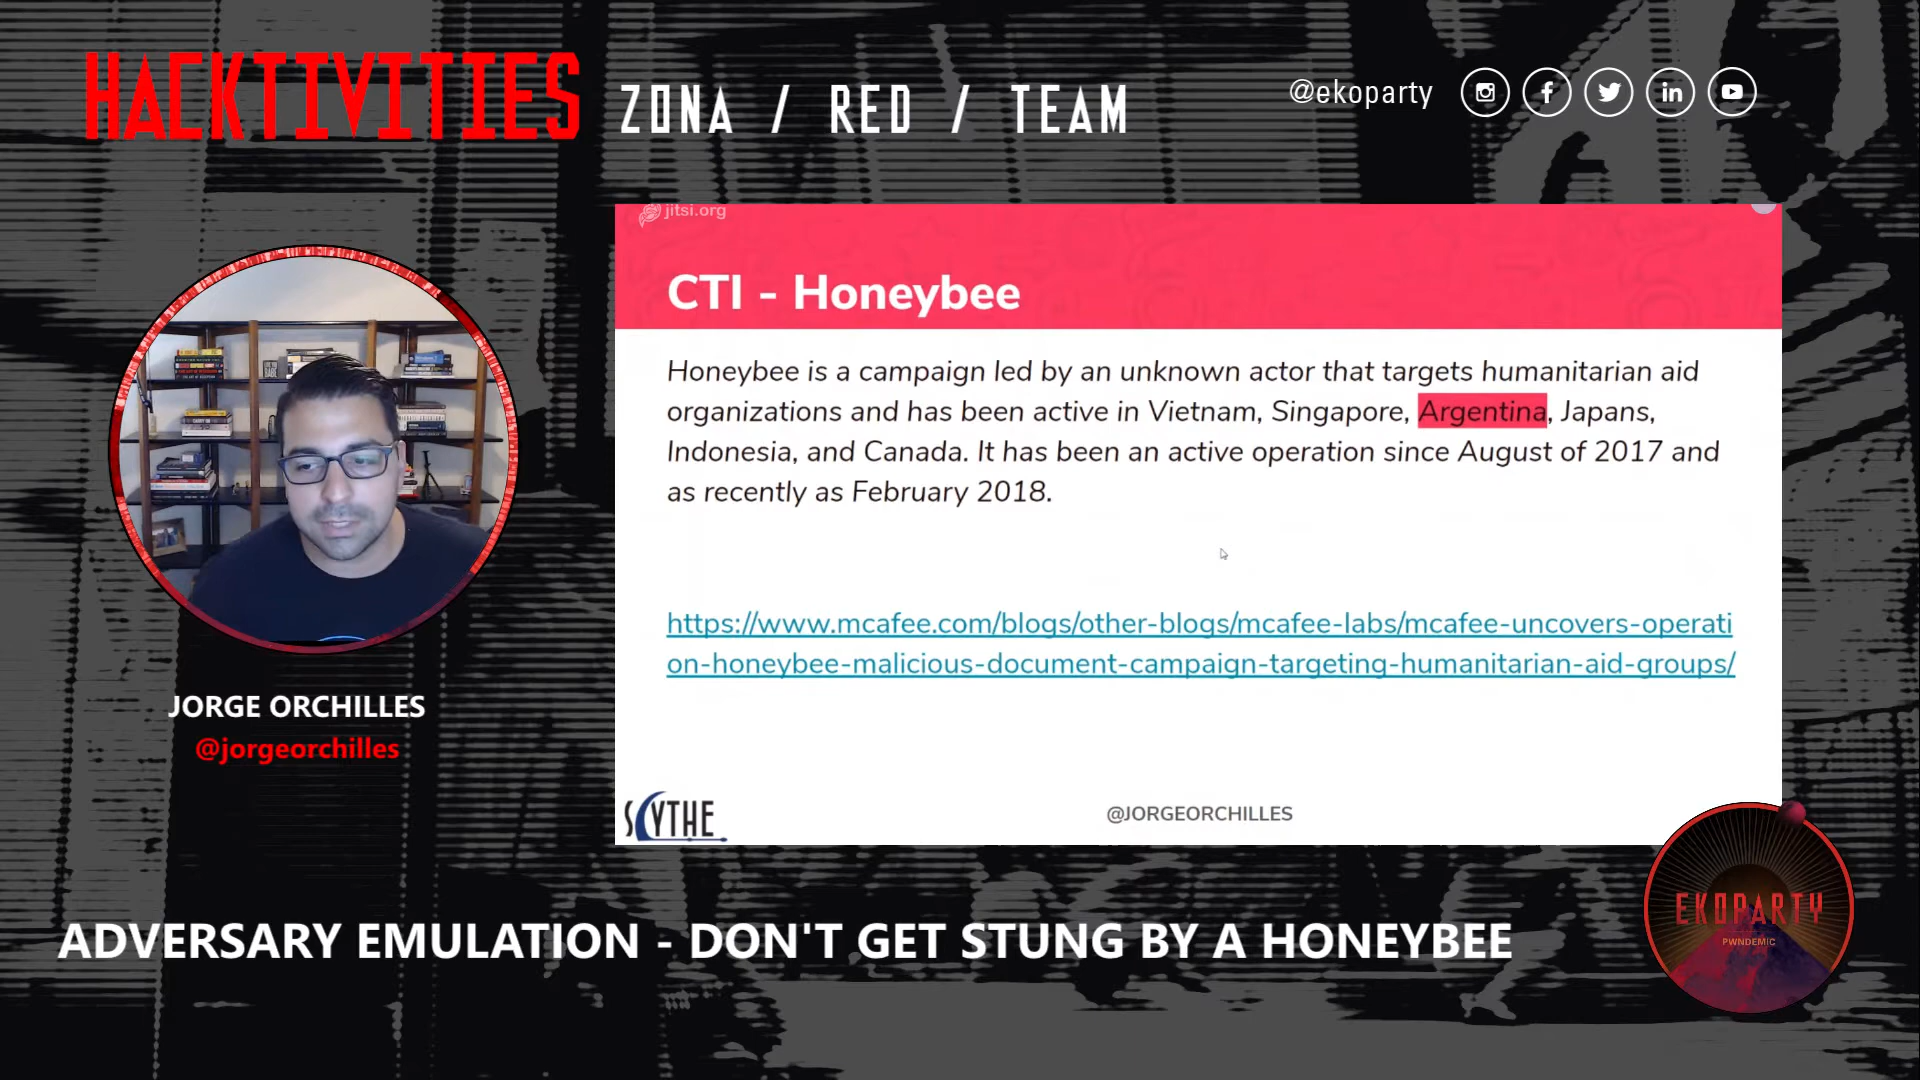 HACKTIVITIES
ZONA / RED / TEAM
@ekoparty
jitsi.org
CTI - Honeybee
Honeybee is a campaign led by an unknown actor that targets humanitarian aid
organizations and has been active in Vietnam, Singapore, Argentina, Japans,
Indonesia, and Canada. It has been an active operation since August of 2017 and
as recently as February 2018.
https://www.mcafee.com/blogs/other-blogs/mcafee-labs/mcafee-uncovers-operati
on-honeybee-malicious-document-campaign-targeting-humanitarian-aid-groups/
JORGE ORCHILLES
@jorgeorchilles
SCYTHE
@JORGEORCHILLES
EKOPARTY
PWNDEMIC
ADVERSARY EMULATION - DON'T GET STUNG BY A HONEYBEE